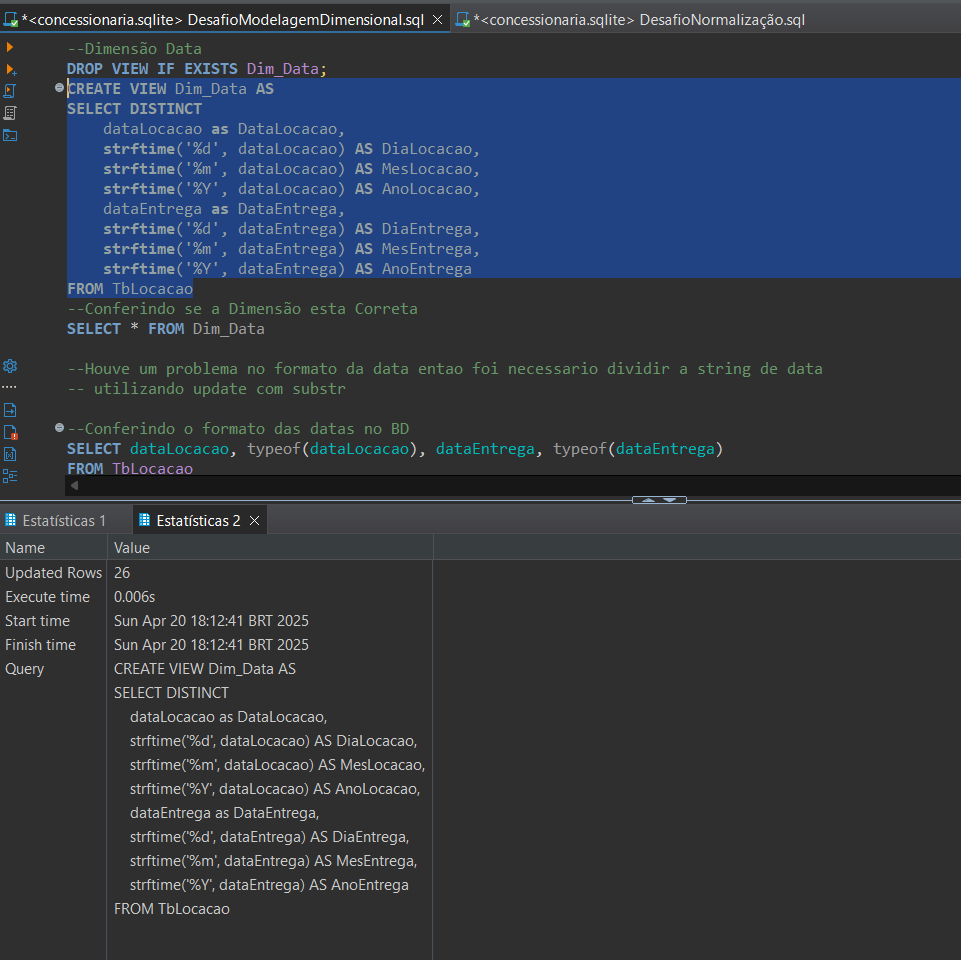 *<concessionaria.sqlite> DesafioModelagemDimensional.sql
*<concessionaria.sqlite> DesafioNormalização.sql
--Dimensão Data
DROP VIEW IF EXISTS Dim_Data;
CREATE VIEW Dim_Data AS
SELECT DISTINCT
    dataLocacao as DataLocacao,
    strftime('%d', dataLocacao) AS DiaLocacao,
    strftime('%m', dataLocacao) AS MesLocacao,
    strftime('%Y', dataLocacao) AS AnoLocacao,
    dataEntrega as DataEntrega,
    strftime('%d', dataEntrega) AS DiaEntrega,
    strftime('%m', dataEntrega) AS MesEntrega,
    strftime('%Y', dataEntrega) AS AnoEntrega
FROM TbLocacao
--Conferindo se a Dimensão esta Correta
SELECT * FROM Dim_Data
--Houve um problema no formato da data entao foi necessario dividir a string de data
-- utilizando update com substr
--Conferindo o formato das datas no BD
SELECT dataLocacao, typeof(dataLocacao), dataEntrega, typeof(dataEntrega)
FROM TbLocacao
Estatísticas 1
Estatísticas 2
Name Value
Updated Rows 26
Execute time 0.006s
Start time Sun Apr 20 18:12:41 BRT 2025
Finish time Sun Apr 20 18:12:41 BRT 2025
Query CREATE VIEW Dim_Data AS
SELECT DISTINCT
    dataLocacao as DataLocacao,
    strftime('%d', dataLocacao) AS DiaLocacao,
    strftime('%m', dataLocacao) AS MesLocacao,
    strftime('%Y', dataLocacao) AS AnoLocacao,
    dataEntrega as DataEntrega,
    strftime('%d', dataEntrega) AS DiaEntrega,
    strftime('%m', dataEntrega) AS MesEntrega,
    strftime('%Y', dataEntrega) AS AnoEntrega
FROM TbLocacao